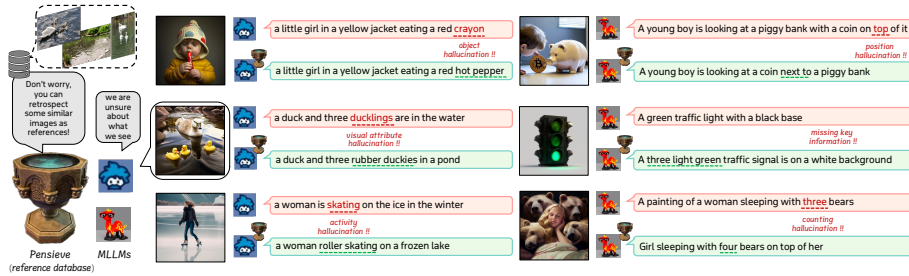 Don't worry,
you can
retrospect
some similar
images as
references!
we are
unsure
about
what
we see
Pensieve
(reference database)
MLLMs
a little girl in a yellow jacket eating a red crayon
object
hallucination !!
a little girl in a yellow jacket eating a red hot pepper
a duck and three ducklings are in the water
visual attribute
hallucination !!
a duck and three rubber duckies in a pond
a woman is skating on the ice in the winter
activity
hallucination !!
a woman roller skating on a frozen lake
A young boy is looking at a piggy bank with a coin on top of it
position
hallucination !!
A young boy is looking at a coin next to a piggy bank
A green traffic light with a black base
missing key
information !!
A three light green traffic signal is on a white background
A painting of a woman sleeping with three bears
counting
hallucination !!
Girl sleeping with four bears on top of her